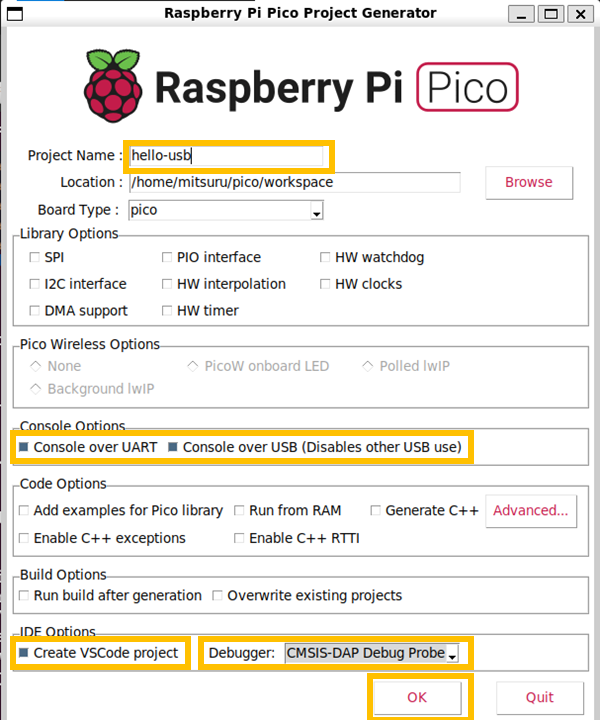 Raspberry Pi Pico Project Generator
Raspberry Pi Pico
Project Name : hello-usb
Location : /home/mitsuru/pico/workspace Browse
Board Type : pico
Library Options
SPI PIO interface HW watchdog
I2C interface HW interpolation HW clocks
DMA support HW timer
Pico Wireless Options
None PicoW onboard LED Polled lwIP
Background lwIP
Console Options
Console over UART Console over USB (Disables other USB use)
Code Options
Add examples for Pico library Run from RAM Generate C++ Advanced...
Enable C++ exceptions Enable C++ RTTI
Build Options
Run build after generation Overwrite existing projects
IDE Options
Create VSCode project Debugger: CMSIS-DAP Debug Probe
OK Quit